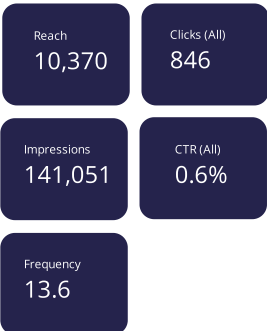 Reach
10,370
Clicks (All)
846
Impressions
141,051
CTR (All)
0.6%
Frequency
13.6